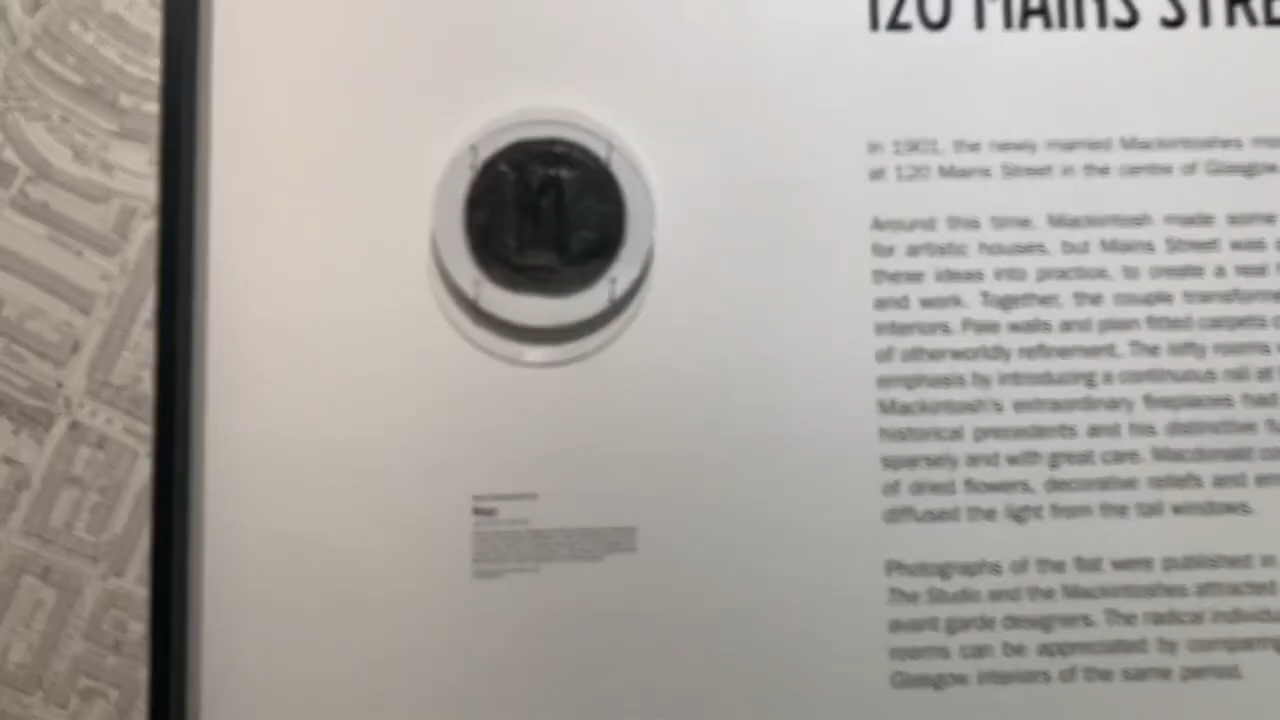 120 MAINS STRE
In 1901, the newly married Mackintoshes mo
at 120 Mains Street in the centre of Glasgow.
Around this time, Mackintosh made some
for artistic houses, but Mains Street was
these ideas into practice, to create a real
and work. Together, the couple transforme
interiors. Pale walls and plain fitted carpets
of otherworldly refinement. The lofty rooms
emphasis by introducing a continuous rail at
Mackintosh's extraordinary fireplaces had
historical precedents and his distinctive
sparsely and with great care. Macdonald
of dried flowers, decorative reliefs and em
diffused the light from the tall windows.
Photographs of the flat were published in
The Studio and the Mackintoshes attracted
avant garde designers. The radical individu
rooms can be appreciated by comparing
Glasgow interiors of the same period.